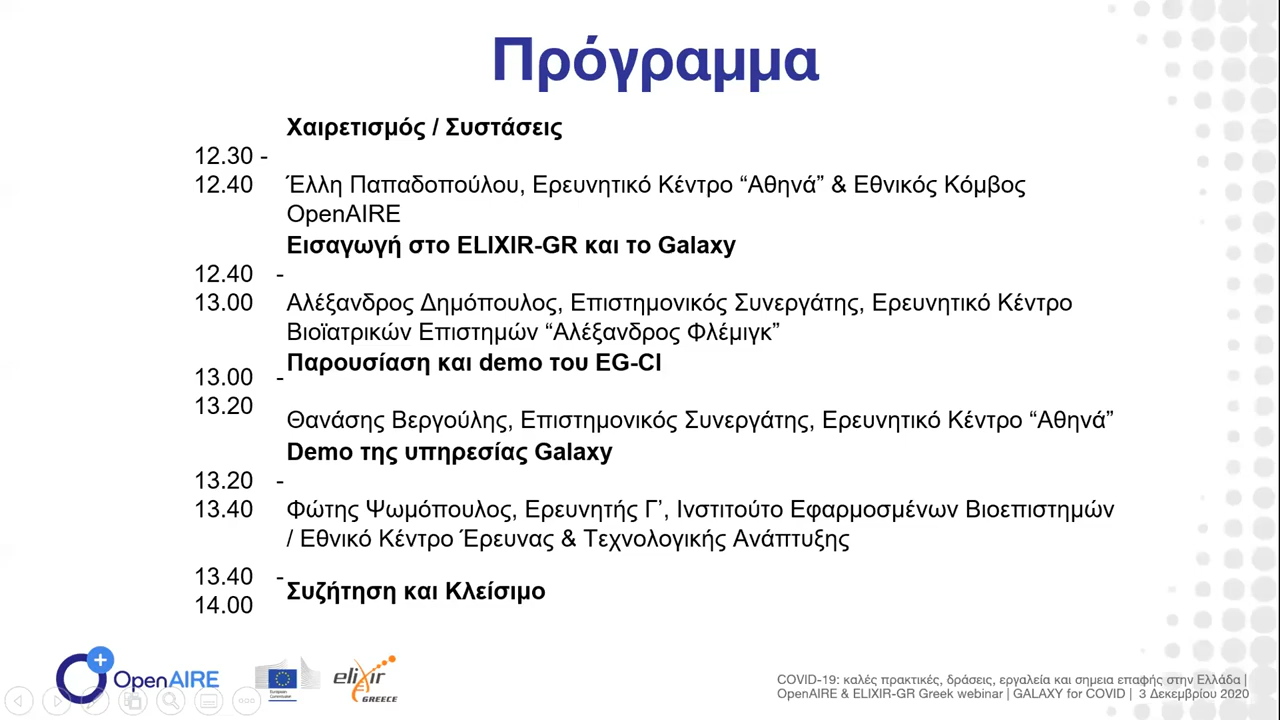 Πρόγραμμα
Χαιρετισμός / Συστάσεις
12.30 -
12.40 Έλλη Παπαδοπούλου, Ερευνητικό Κέντρο “Αθηνά” & Εθνικός Κόμβος
OpenAIRE
Εισαγωγή στο ELIXIR-GR και το Galaxy
12.40 -
13.00 Αλέξανδρος Δημόπουλος, Επιστημονικός Συνεργάτης, Ερευνητικό Κέντρο
Βιοϊατρικών Επιστημών “Αλέξανδρος Φλέμιγκ”
Παρουσίαση και demo του EG-CI
13.00 -
13.20
Θανάσης Βεργούλης, Επιστημονικός Συνεργάτης, Ερευνητικό Κέντρο “Αθηνά”
Demo της υπηρεσίας Galaxy
13.20 -
13.40 Φώτης Ψωμόπουλος, Ερευνητής Γ’, Ινστιτούτο Εφαρμοσμένων Βιοεπιστημών
/ Εθνικό Κέντρο Έρευνας & Τεχνολογικής Ανάπτυξης
13.40 -
Συζήτηση και Κλείσιμο
14.00
OpenAIRE
European
Commission
elixir
GREECE
COVID-19: καλές πρακτικές, δράσεις, εργαλεία και σημεια επαφής στην Ελλάδα |
OpenAIRE & ELIXIR-GR Greek webinar | GALAXY for COVID | 3 Δεκεμβρίου 2020